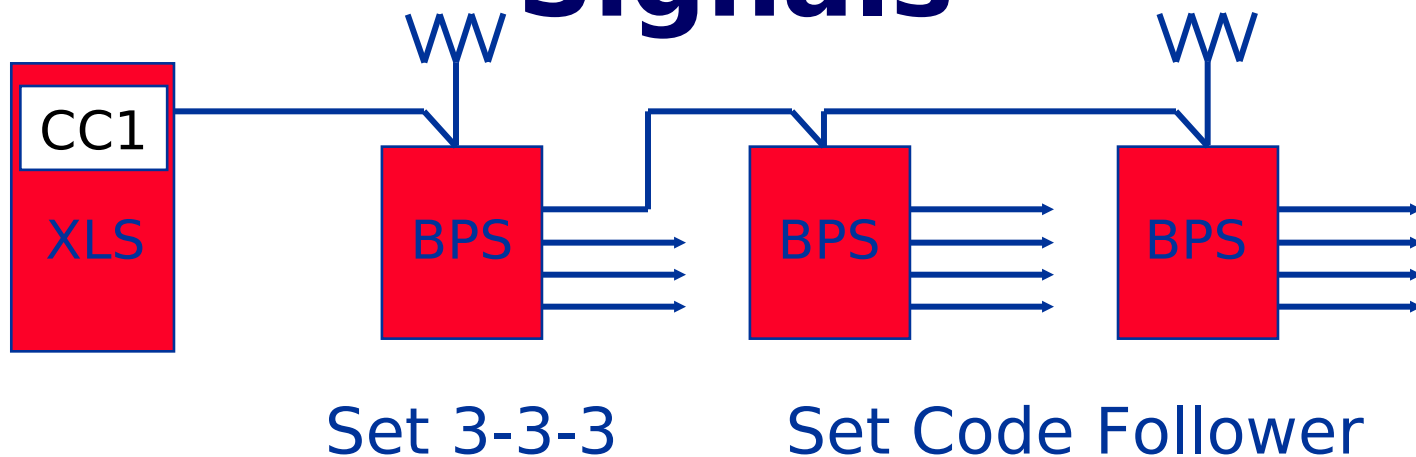 Signals
CC1
XLS
BPS BPS BPS
Set 3-3-3 Set Code Follower